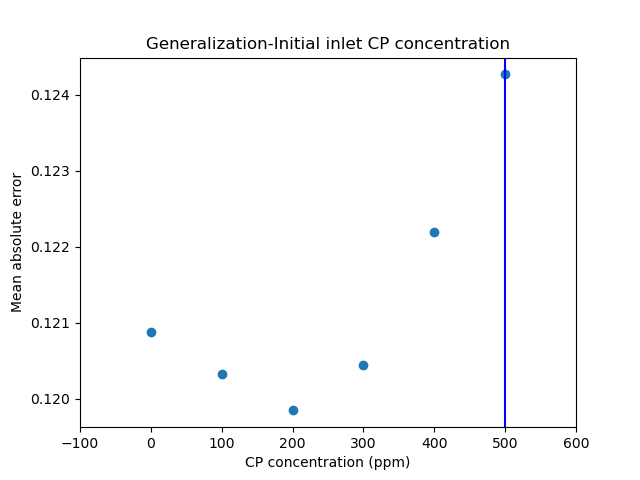 Generalization-Initial inlet CP concentration
0.124
0.123
0.122
0.121
0.120
Mean absolute error
−100 0 100 200 300 400 500 600
CP concentration (ppm)